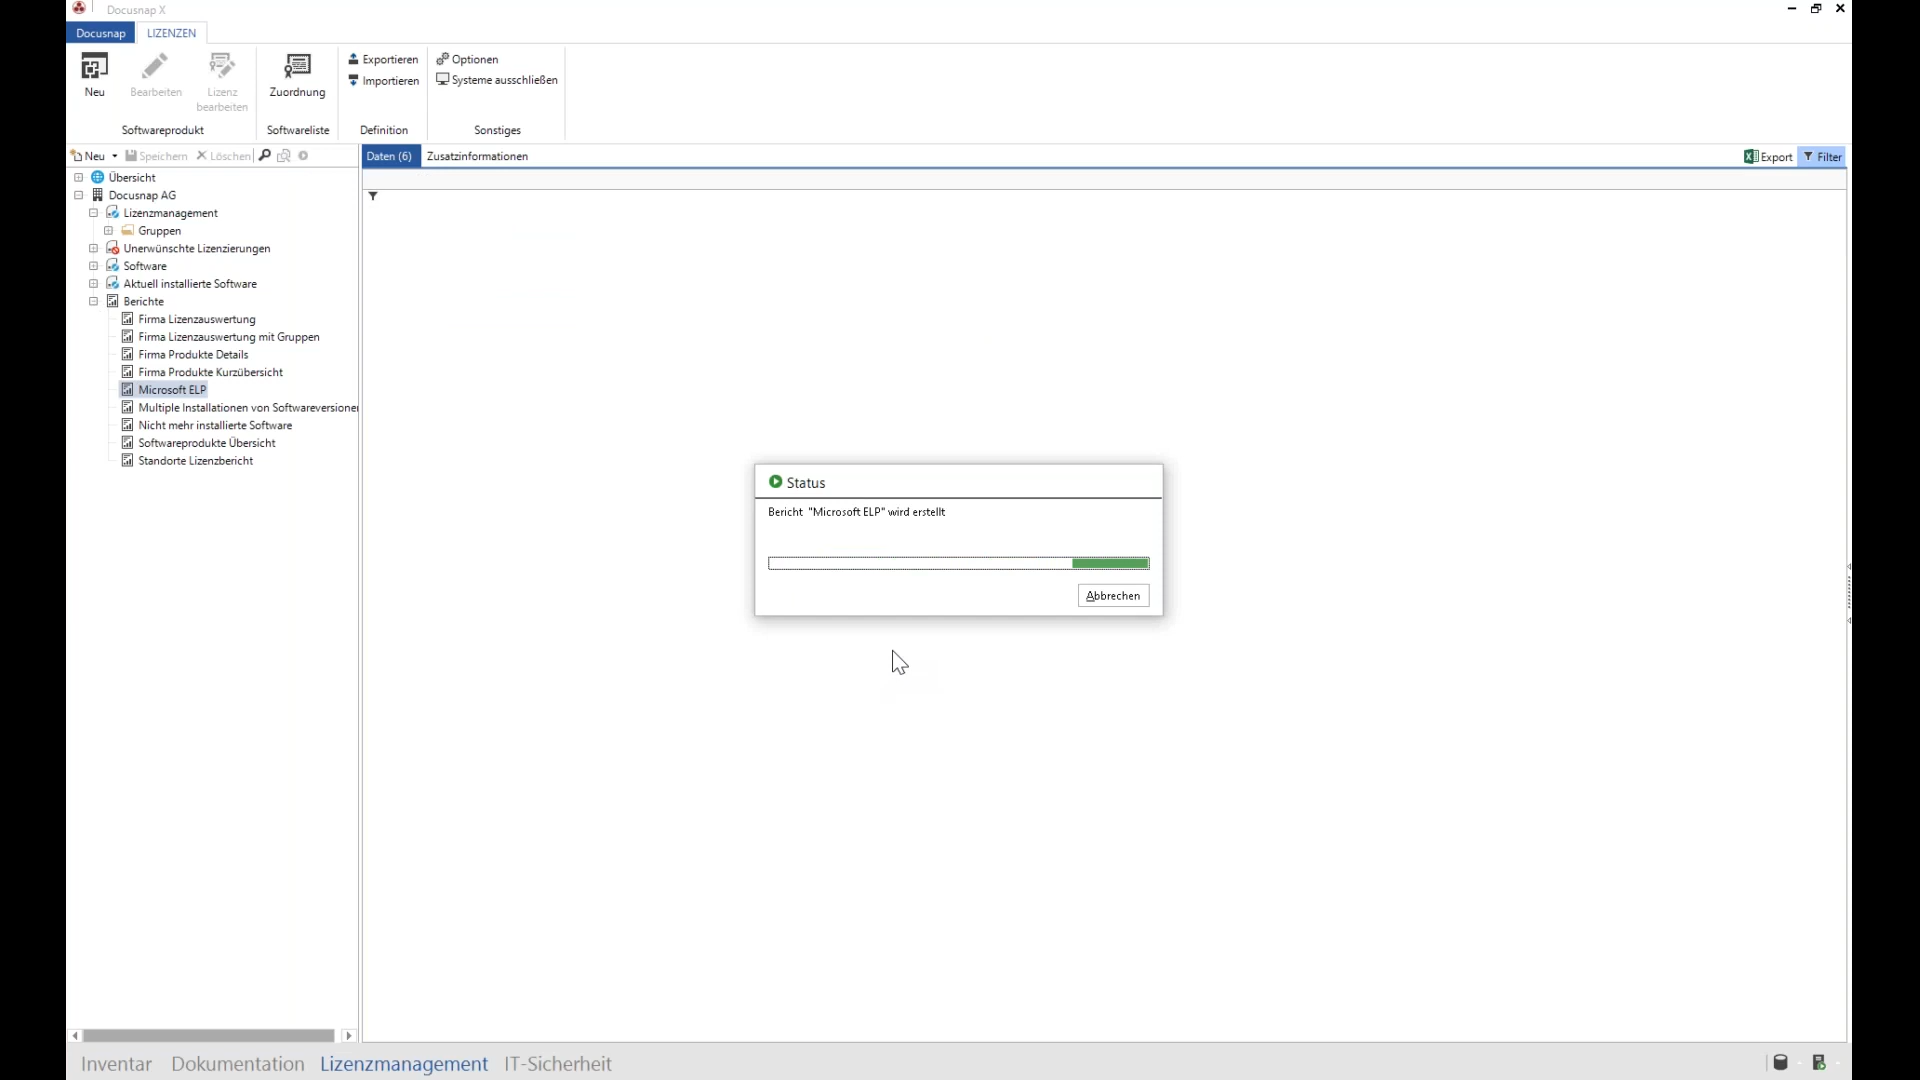 Docusnap X
Docusnap
LIZENZEN
Neu
Bearbeiten
Lizenz
bearbeiten
Softwareprodukt
Zuordnung
Softwareliste
Exportieren
Importieren
Definition
Optionen
Systeme ausschließen
Sonstiges
Neu
Speichern
Löschen
Daten (6)
Zusatzinformationen
Export
Filter
Übersicht
Docusnap AG
Lizenzmanagement
Gruppen
Unerwünschte Lizenzierungen
Software
Aktuell installierte Software
Berichte
Firma Lizenzauswertung
Firma Lizenzauswertung mit Gruppen
Firma Produkte Details
Firma Produkte Kurzübersicht
Microsoft ELP
Multiple Installationen von Softwareversionen
Nicht mehr installierte Software
Softwareprodukte Übersicht
Standorte Lizenzbericht
Status
Bericht "Microsoft ELP" wird erstellt
Abbrechen
Inventar
Dokumentation
Lizenzmanagement
IT-Sicherheit